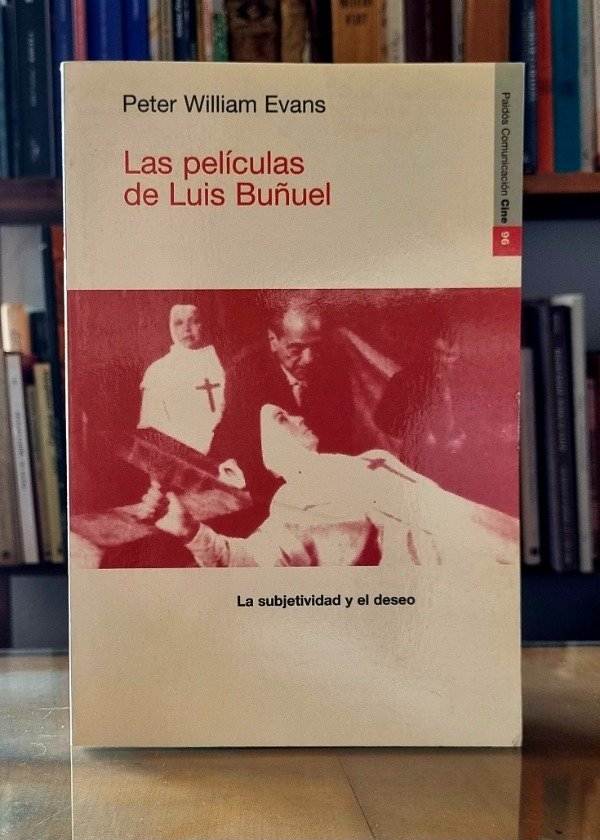 Peter William Evans
Las películas
de Luis Buñuel
Paidós Comunicación Cine 96
La subjetividad y el deseo